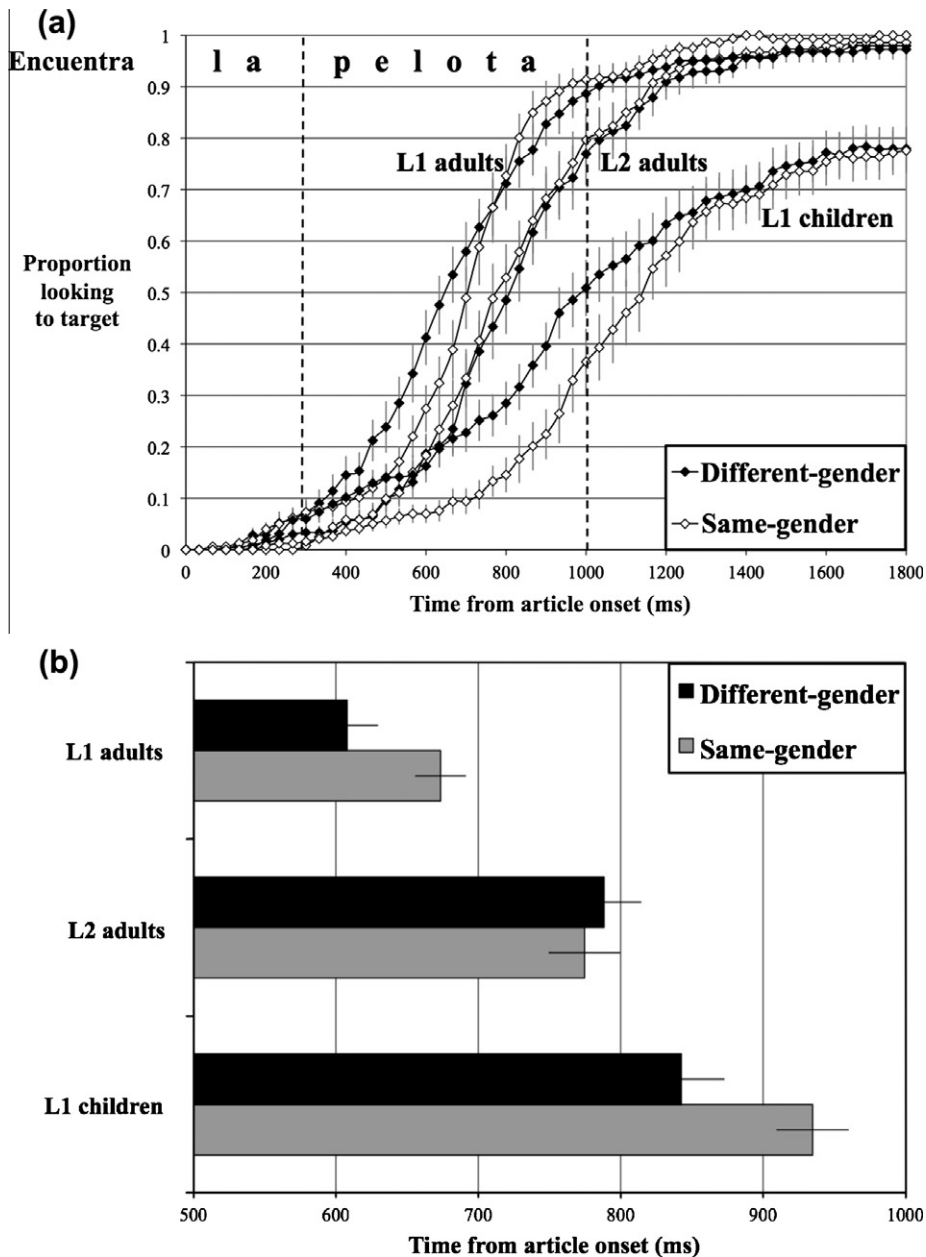 (a)
Encuentra
l a p e l o t a
1
0.9
0.8
0.7
0.6
0.5
0.4
0.3
0.2
0.1
0
Proportion
looking
to target
L1 adults
L2 adults
L1 children
Different-gender
Same-gender
0 200 400 600 800 1000 1200 1400 1600 1800
Time from article onset (ms)
(b)
Different-gender
Same-gender
L1 adults
L2 adults
L1 children
500 600 700 800 900 1000
Time from article onset (ms)